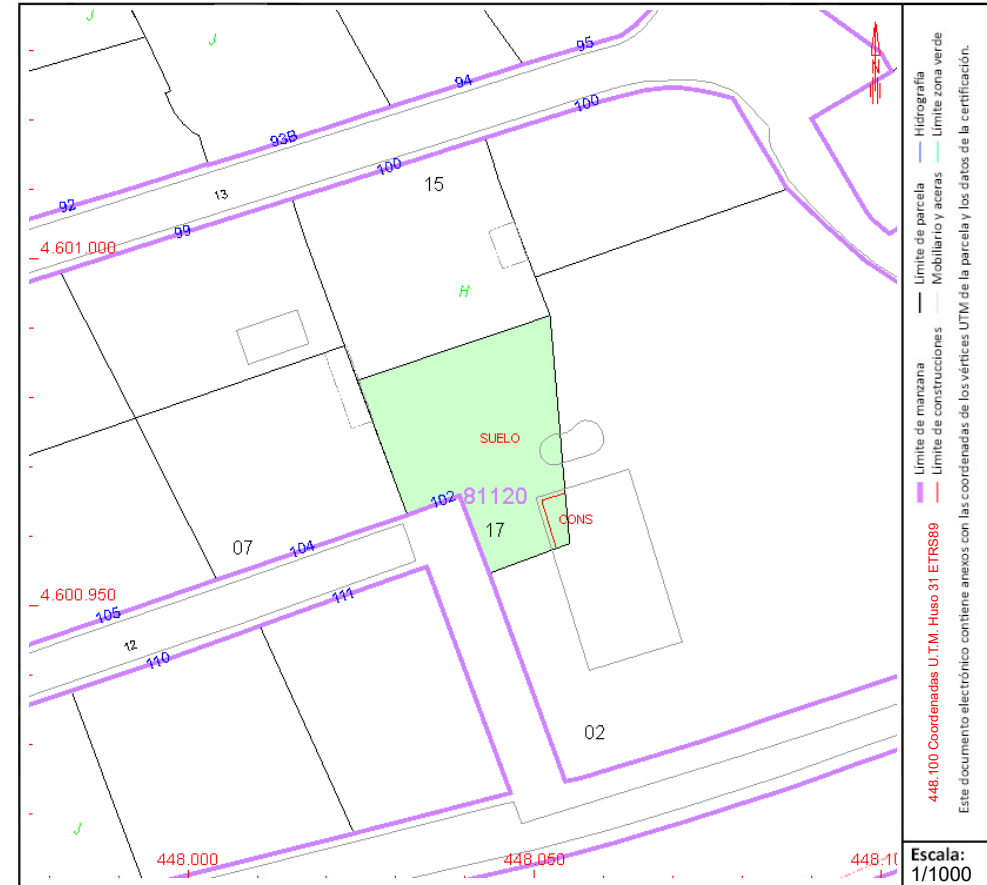 J
J
95
94
93B
92
13
100
100
99
15
4.601.000
H
SUELO
102
81120
17
CONS
07
104
4.600.950
105
111
12
110
02
J
448.000
448.050
448.10
N
Límite de manzana
Límite de parcela
Hidrografía
448.100 Coordenadas U.T.M. Huso 31 ETRS89
Límite de construcciones
Mobiliario y aceras
Límite zona verde
Este documento electrónico contiene anexos con las coordenadas de los vértices UTM de la parcela y los datos de la certificación.
Escala:
1/1000